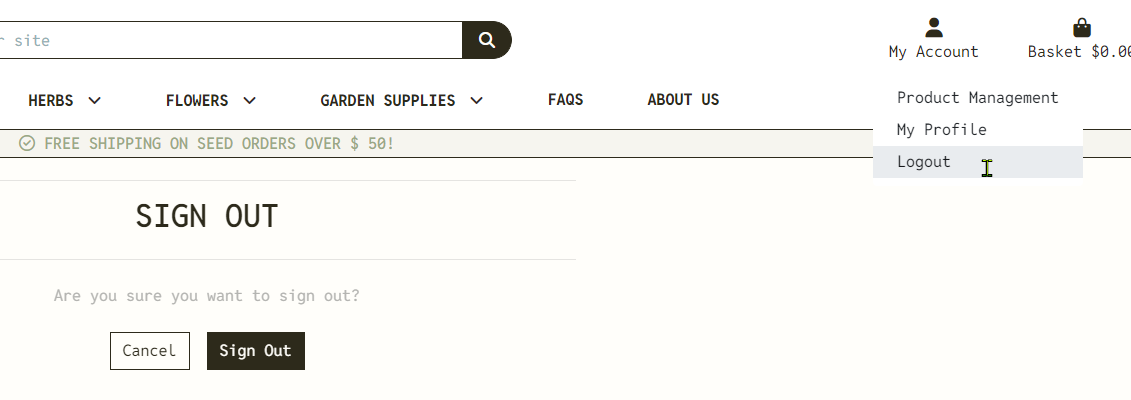 r site
My Account
Basket $0.00
HERBS
FLOWERS
GARDEN SUPPLIES
FAQS
ABOUT US
Product Management
My Profile
Logout
FREE SHIPPING ON SEED ORDERS OVER $ 50!
SIGN OUT
Are you sure you want to sign out?
Cancel
Sign Out